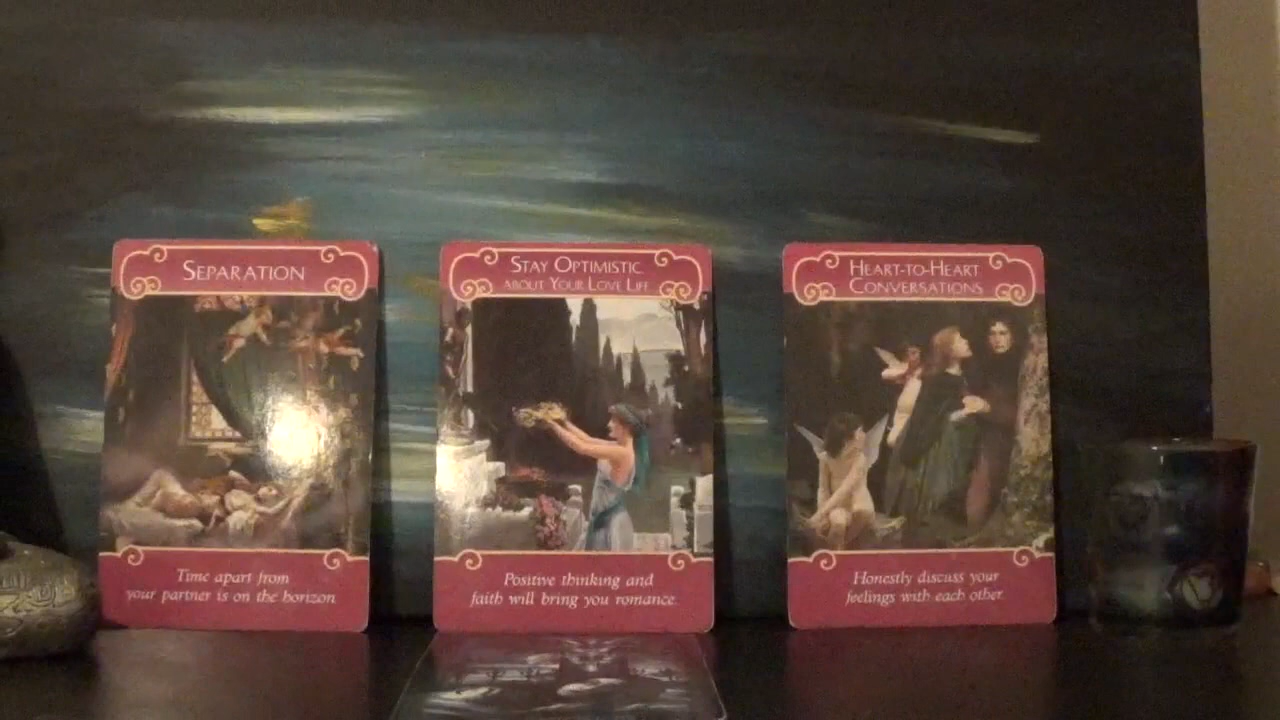 SEPARATION
Time apart from
your partner is on the horizon.
STAY OPTIMISTIC
ABOUT YOUR LOVE LIFE
Positive thinking and
faith will bring you romance.
HEART-TO-HEART
CONVERSATIONS
Honestly discuss your
feelings with each other.